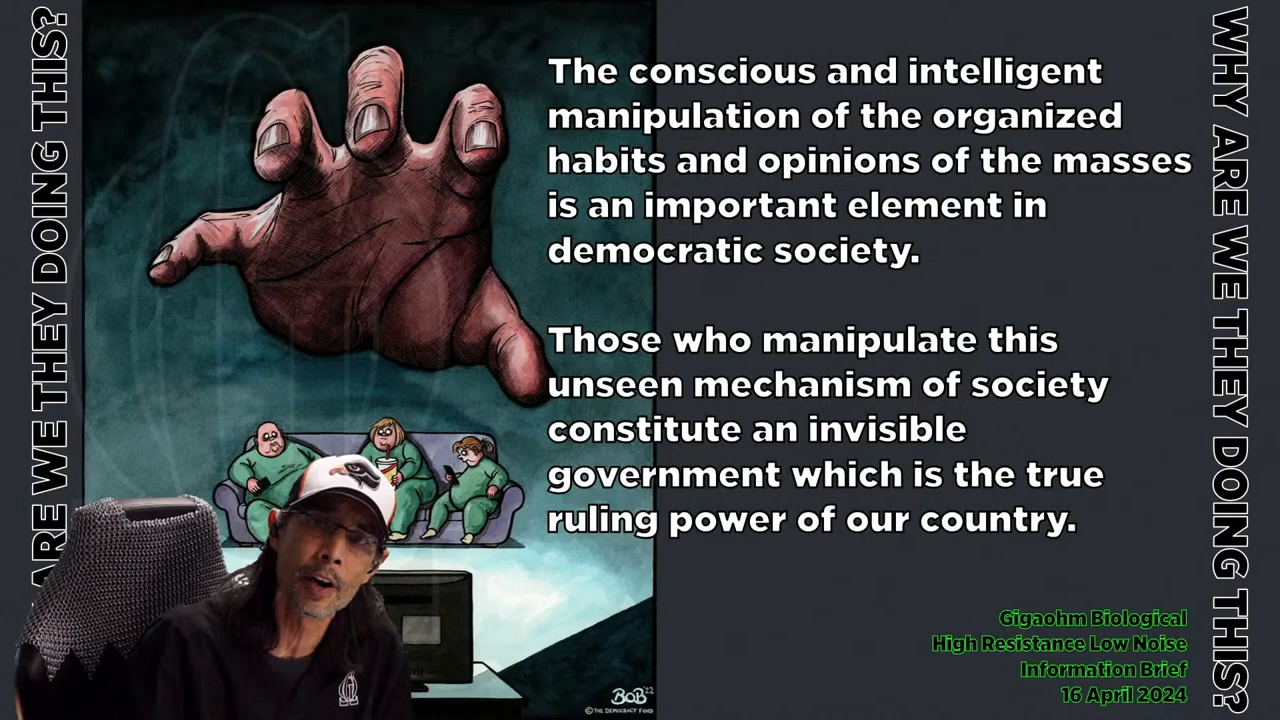 ARE WE THEY DOING THIS?
The conscious and intelligent
manipulation of the organized
habits and opinions of the masses
is an important element in
democratic society.
Those who manipulate this
unseen mechanism of society
constitute an invisible
government which is the true
ruling power of our country.
Gigaohm Biological
High Resistance Low Noise
Information Brief
16 April 2024
BOB '22
© THE DEMOCRACY FUND
WHY ARE WE THEY DOING THIS?